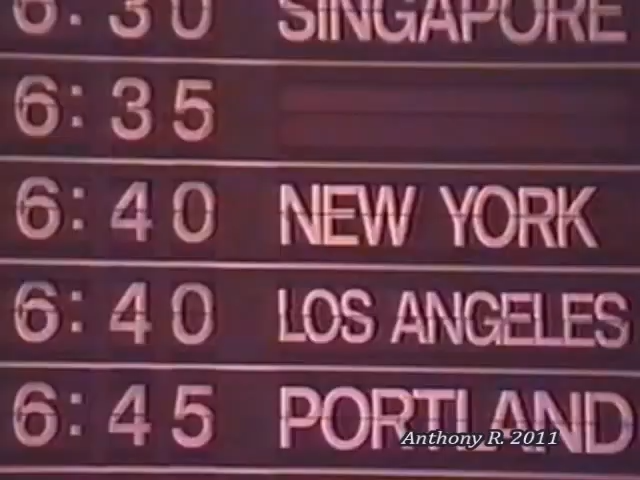 6:30 SINGAPORE
6:35
6:40 NEW YORK
6:40 LOS ANGELES
6:45 PORTLAND
Anthony R. 2011